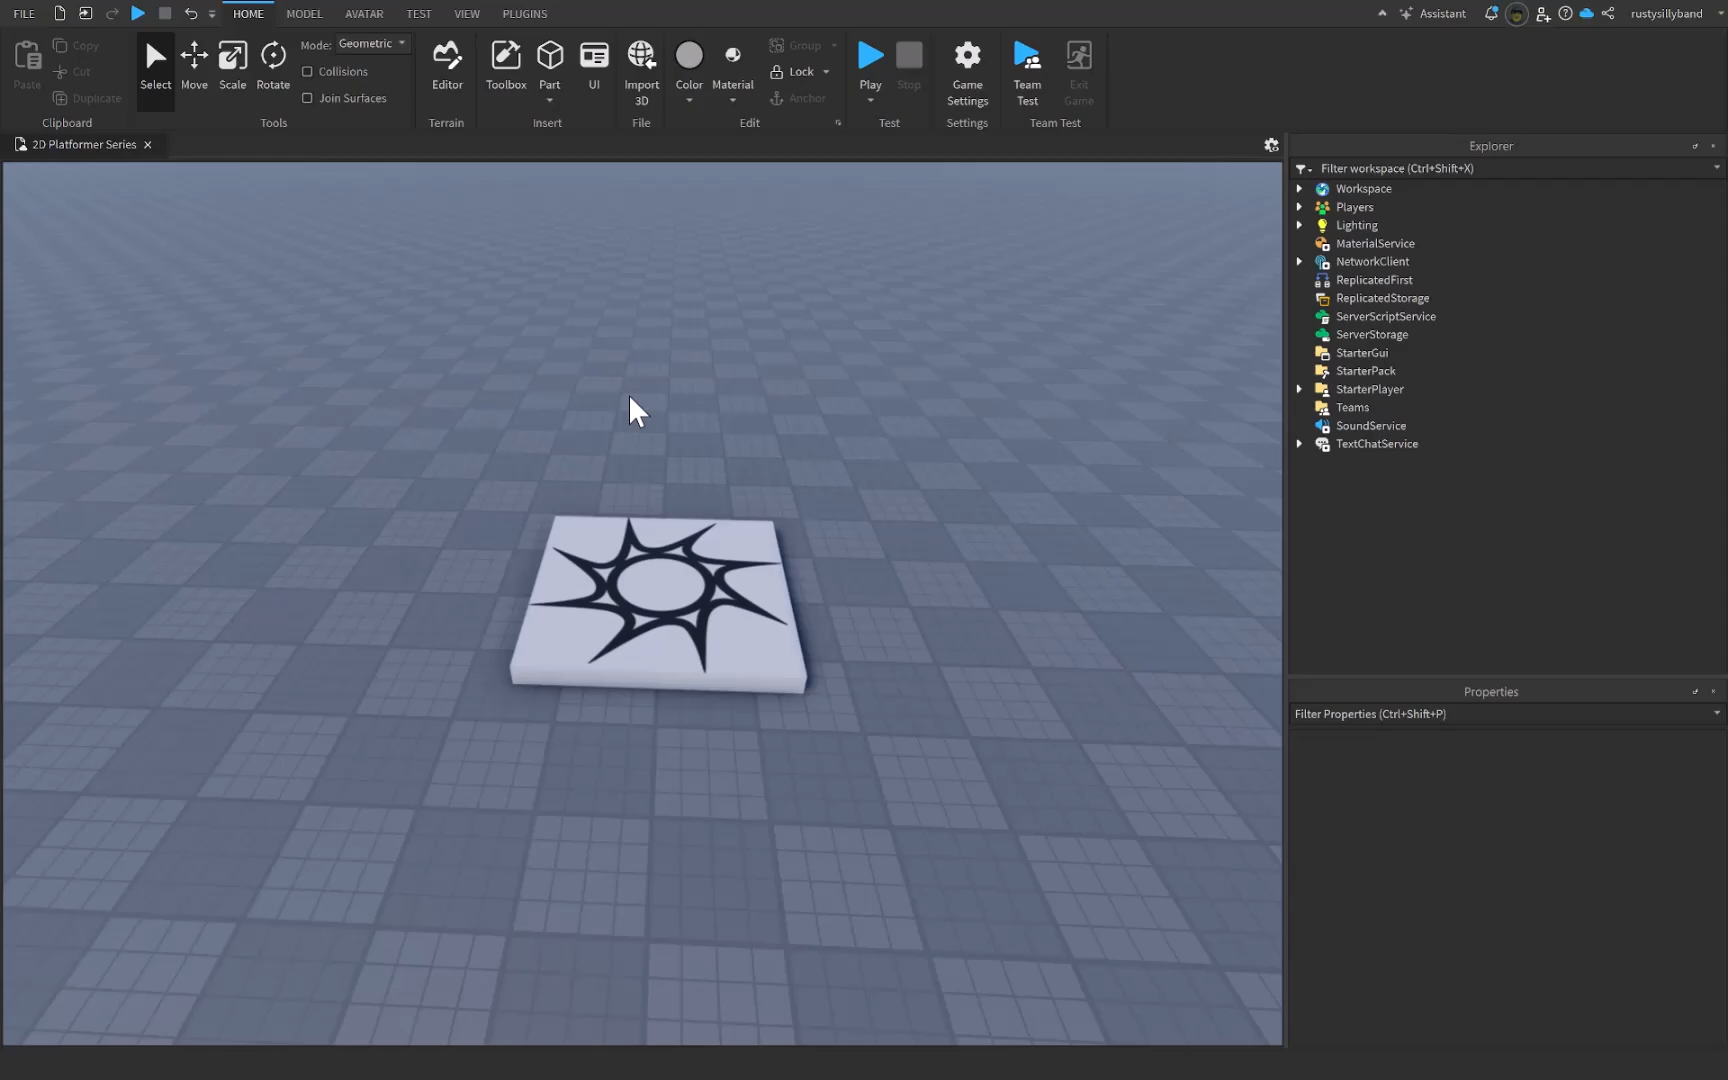 FILE HOME MODEL AVATAR TEST VIEW PLUGINS Assistant rustysillyband
Paste Copy Cut Duplicate Clipboard
Select Move Scale Rotate Mode: Geometric Collisions Join Surfaces Tools
Editor Terrain
Toolbox Part UI Insert
Import 3D File
Color Material Group Lock Anchor Edit
Play Stop Test
Game Settings Settings
Team Test Exit Game Team Test
2D Platformer Series
Explorer
Filter workspace (Ctrl+Shift+X)
Workspace
Players
Lighting
MaterialService
NetworkClient
ReplicatedFirst
ReplicatedStorage
ServerScriptService
ServerStorage
StarterGui
StarterPack
StarterPlayer
Teams
SoundService
TextChatService
Properties
Filter Properties (Ctrl+Shift+P)